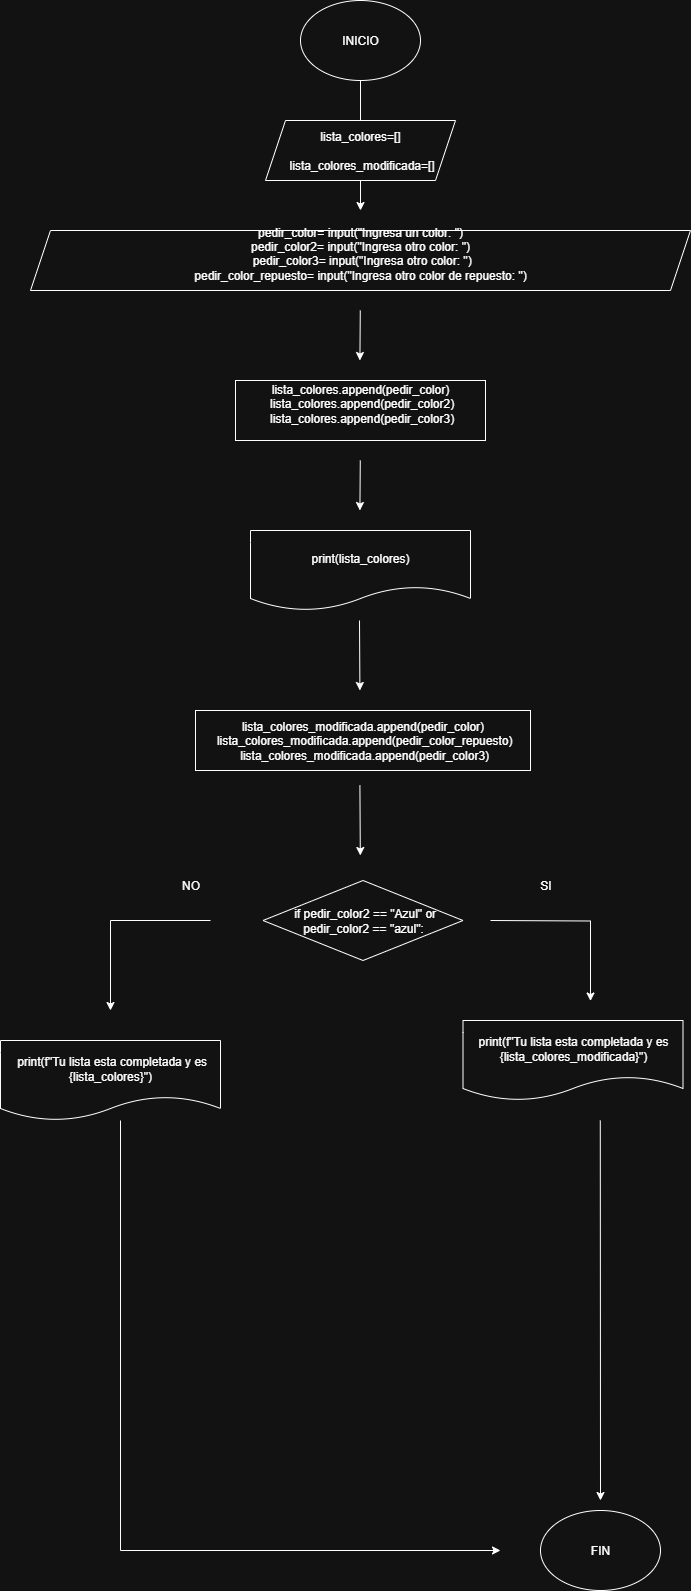 INICIO
lista_colores=[]
lista_colores_modificada=[]
pedir_color= input("Ingresa un color: ")
pedir_color2= input("Ingresa otro color: ")
pedir_color3= input("Ingresa otro color: ")
pedir_color_repuesto= input("Ingresa otro color de repuesto: ")
lista_colores.append(pedir_color)
lista_colores.append(pedir_color2)
lista_colores.append(pedir_color3)
print(lista_colores)
lista_colores_modificada.append(pedir_color)
lista_colores_modificada.append(pedir_color_repuesto)
lista_colores_modificada.append(pedir_color3)
NO
SI
if pedir_color2 == "Azul" or
pedir_color2 == "azul":
print(f"Tu lista esta completada y es
{lista_colores}")
print(f"Tu lista esta completada y es
{lista_colores_modificada}")
FIN